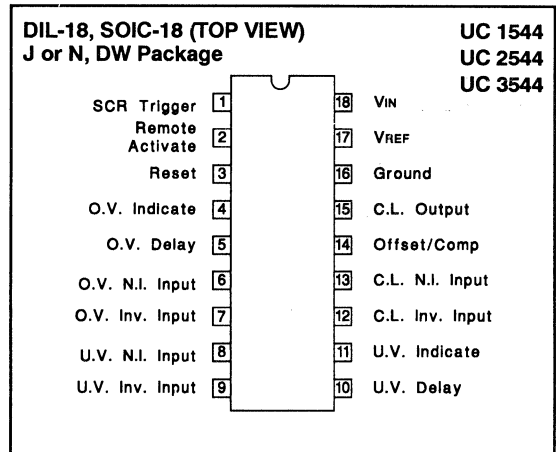 DIL-18, SOIC-18 (TOP VIEW)
J or N, DW Package
UC 1544
UC 2544
UC 3544
SCR Trigger 1
Remote
Activate 2
Reset 3
O.V. Indicate 4
O.V. Delay 5
O.V. N.I. Input 6
O.V. Inv. Input 7
U.V. N.I. Input 8
U.V. Inv. Input 9
18 VIN
17 VREF
16 Ground
15 C.L. Output
14 Offset/Comp
13 C.L. N.I. Input
12 C.L. Inv. Input
11 U.V. Indicate
10 U.V. Delay